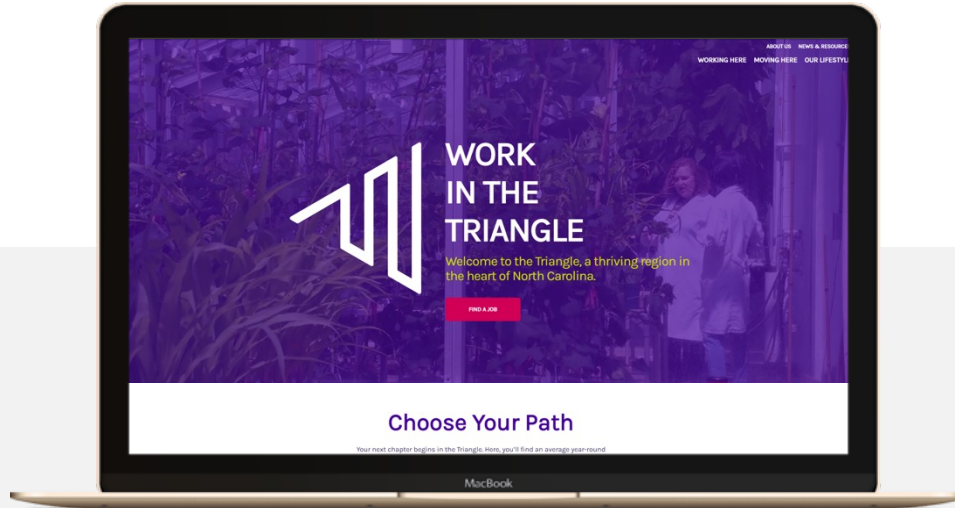 ABOUT US NEWS & RESOURCE
WORKING HERE MOVING HERE OUR LIFESTYL
WORK
IN THE
TRIANGLE
Welcome to the Triangle, a thriving region in
the heart of North Carolina.
FIND A JOB
Choose Your Path
Your next chapter begins in the Triangle. Here, you'll find an average year-round
MacBook